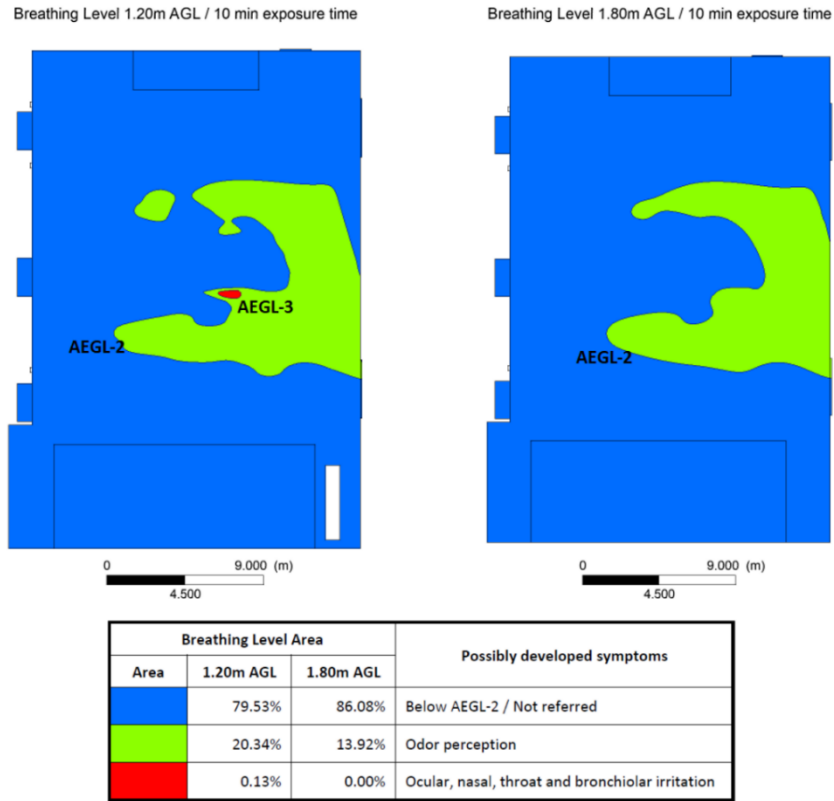 Breathing Level 1.20m AGL / 10 min exposure time
Breathing Level 1.80m AGL / 10 min exposure time
AEGL-3
AEGL-2
AEGL-2
0 9.000 (m)
4.500
0 9.000 (m)
4.500
Breathing Level Area Possibly developed symptoms
Area 1.20m AGL 1.80m AGL
79.53% 86.08% Below AEGL-2 / Not referred
20.34% 13.92% Odor perception
0.13% 0.00% Ocular, nasal, throat and bronchiolar irritation